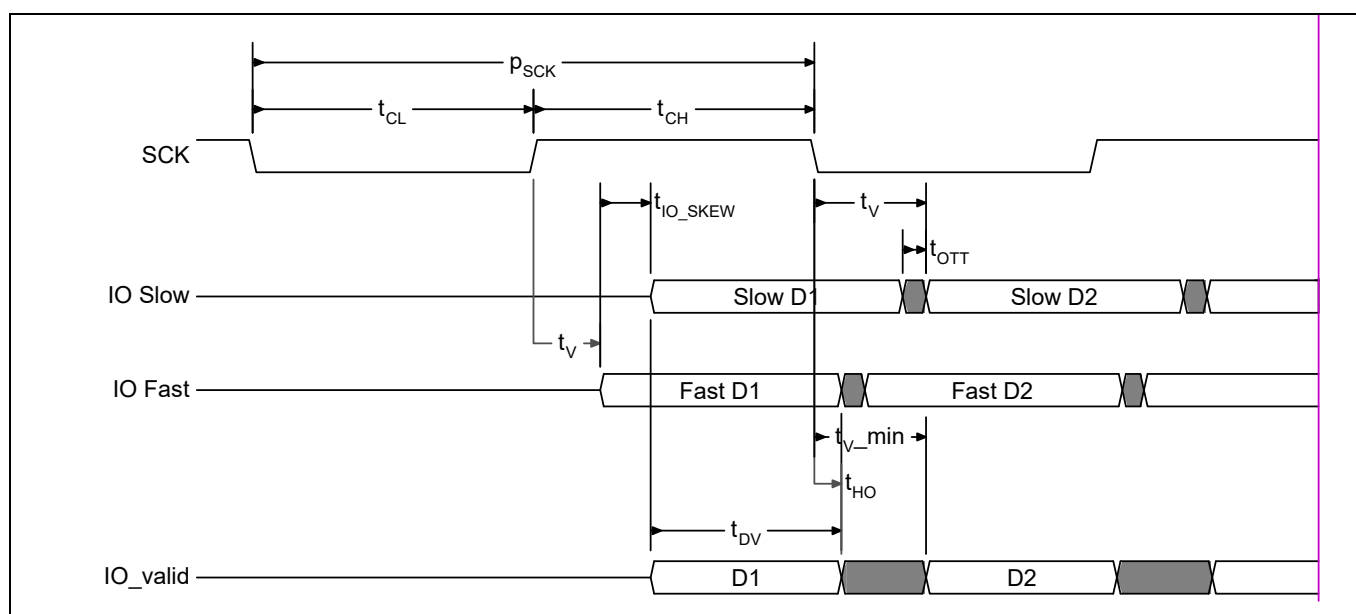 pSCK
tCL tCH
SCK
tIO_SKEW tV
tOTT
IO Slow Slow D1 Slow D2
tV
IO Fast Fast D1 Fast D2
tV_min
tHO
tDV
IO_valid D1 D2